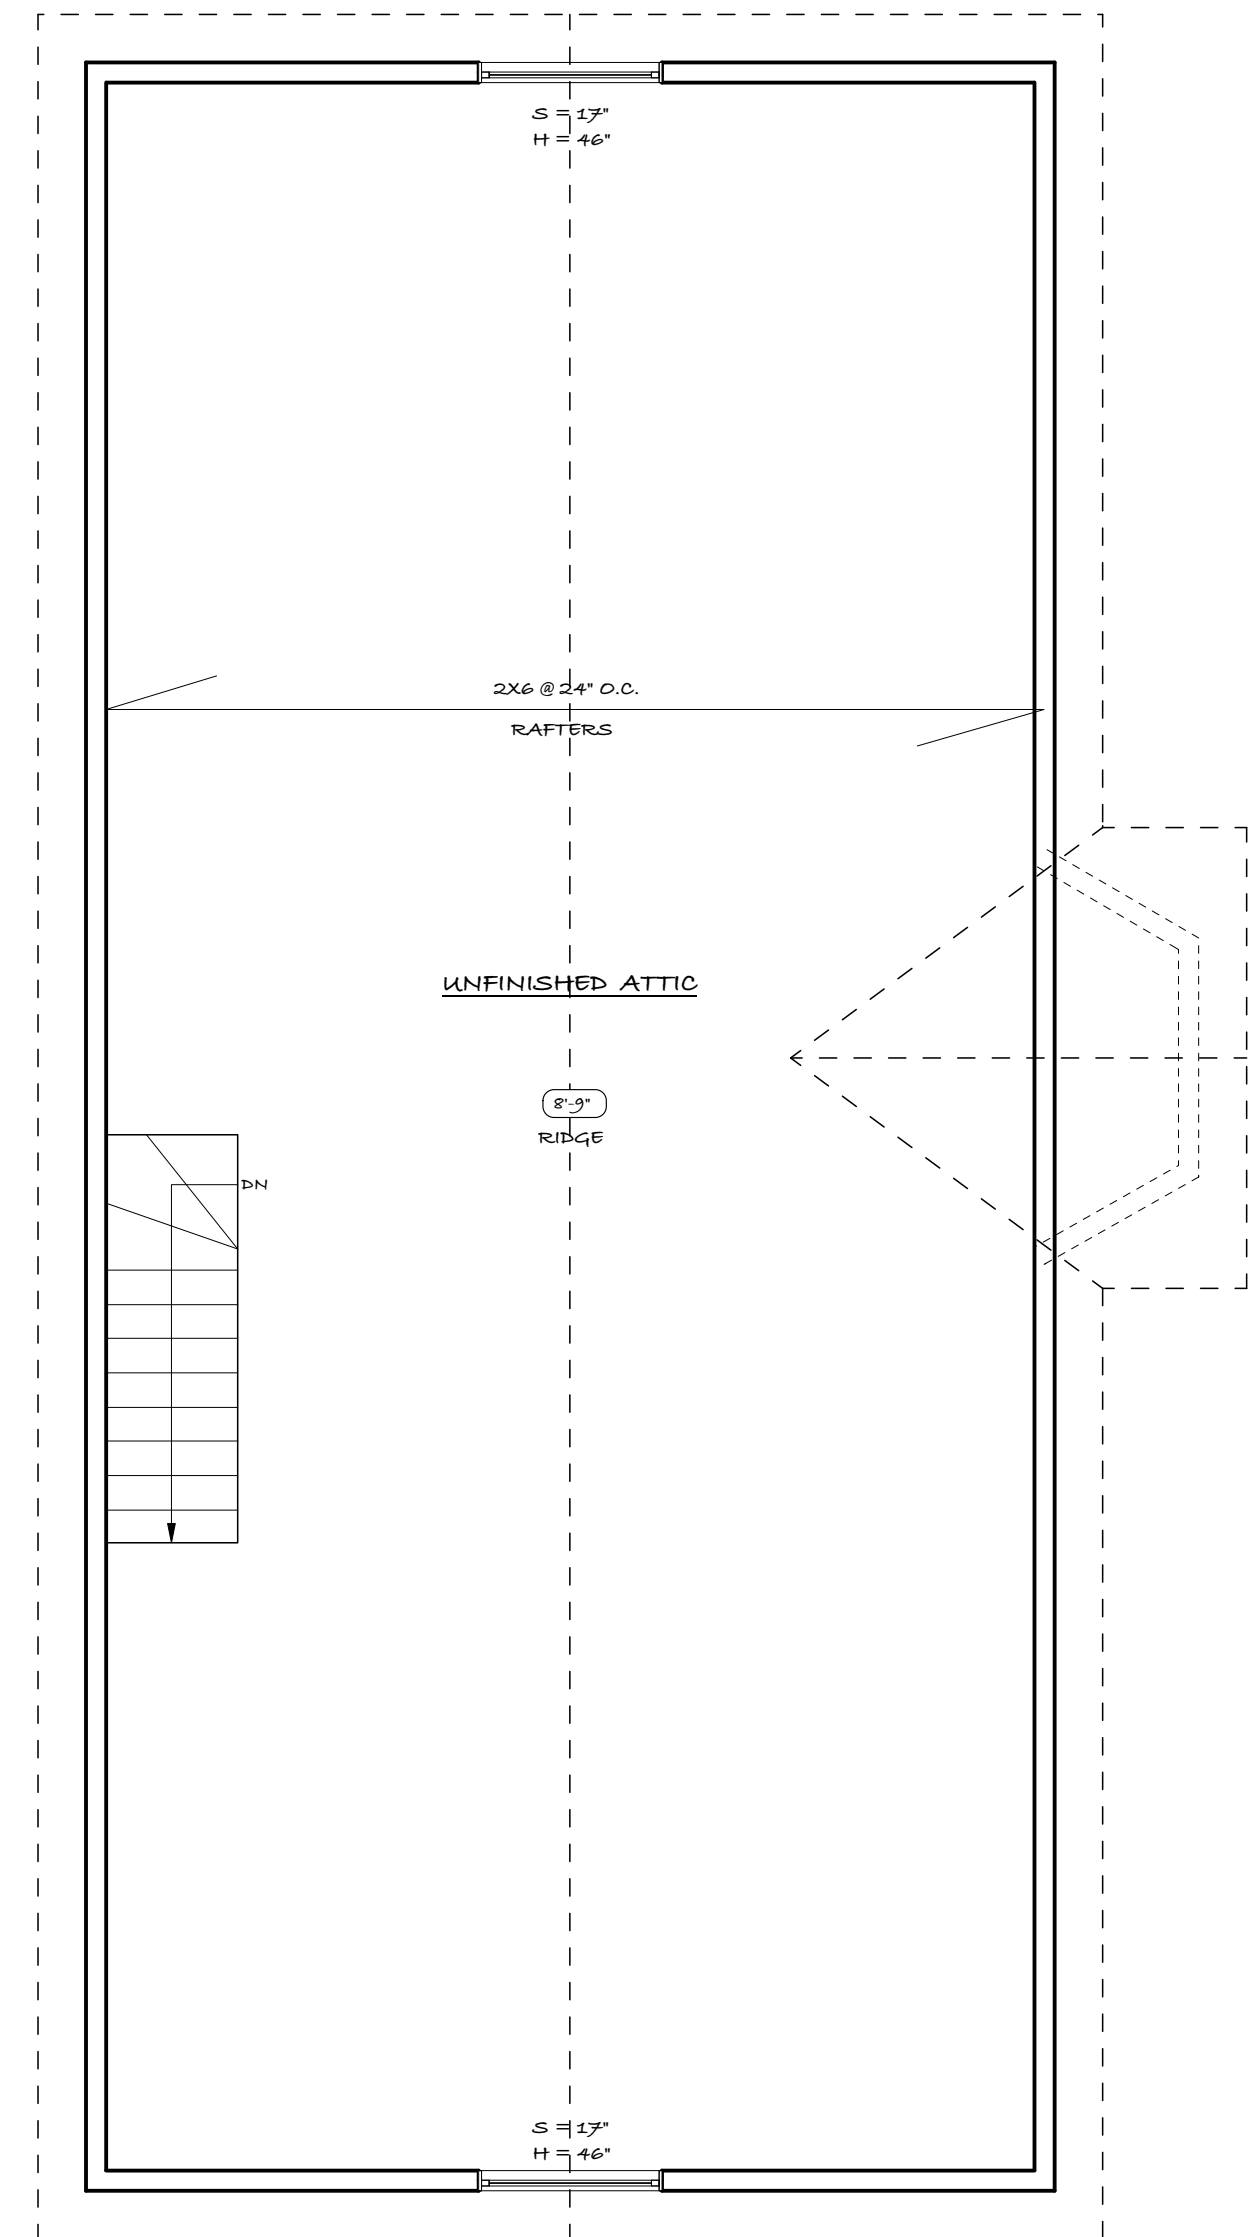 S = 17"
H = 46"
2X6 @ 24" O.C.
RAFTERS
UNFINISHED ATTIC
8'-9"
RIDGE
DN
S = 17"
H = 46"